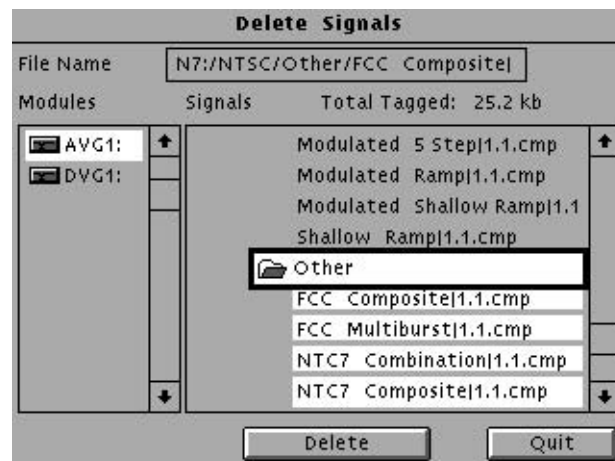 Delete Signals
File Name N7:/NTSC/Other/FCC Composite|
Modules Signals Total Tagged: 25.2 kb
AVG1: Modulated 5 Step|1.1.cmp
DVG1: Modulated Ramp|1.1.cmp
Modulated Shallow Ramp|1.1
Shallow Ramp|1.1.cmp
Other
FCC Composite|1.1.cmp
FCC Multiburst|1.1.cmp
NTC7 Combination|1.1.cmp
NTC7 Composite|1.1.cmp
Delete Quit